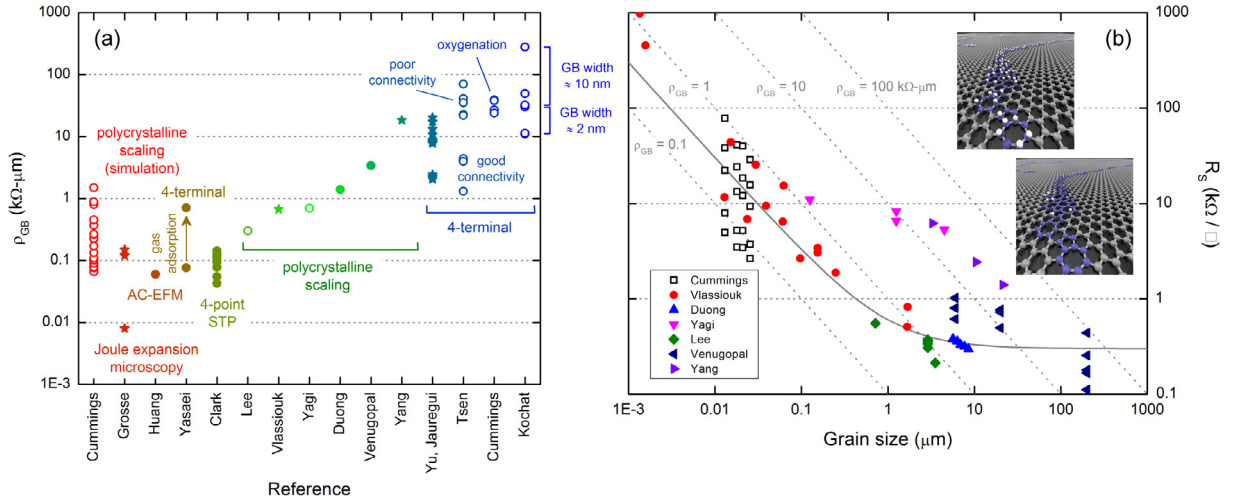 (a)
1000
100
10
1
0.1
0.01
1E-3
ρGB (kΩ-μm)
polycrystalline
scaling
(simulation)
4-terminal
gas
adsorption
AC-EFM
Joule expansion
microscopy
4-point
STP
polycrystalline
scaling
poor
connectivity
oxygenation
good
connectivity
4-terminal
GB width
≈ 10 nm
GB width
≈ 2 nm
Cummings
Grosse
Huang
Yasaei
Clark
Lee
Vlassiouk
Yagi
Duong
Venugopal
Yang
Yu, Jauregui
Tsen
Cummings
Kochat
Reference
(b)
ρGB = 0.1
ρGB = 1
ρGB = 10
ρGB = 100 kΩ-μm
Cummings
Vlassiouk
Duong
Yagi
Lee
Venugopal
Yang
1000
100
10
1
0.1
RS (kΩ / □)
1E-3
0.01
0.1
1
10
100
1000
Grain size (μm)